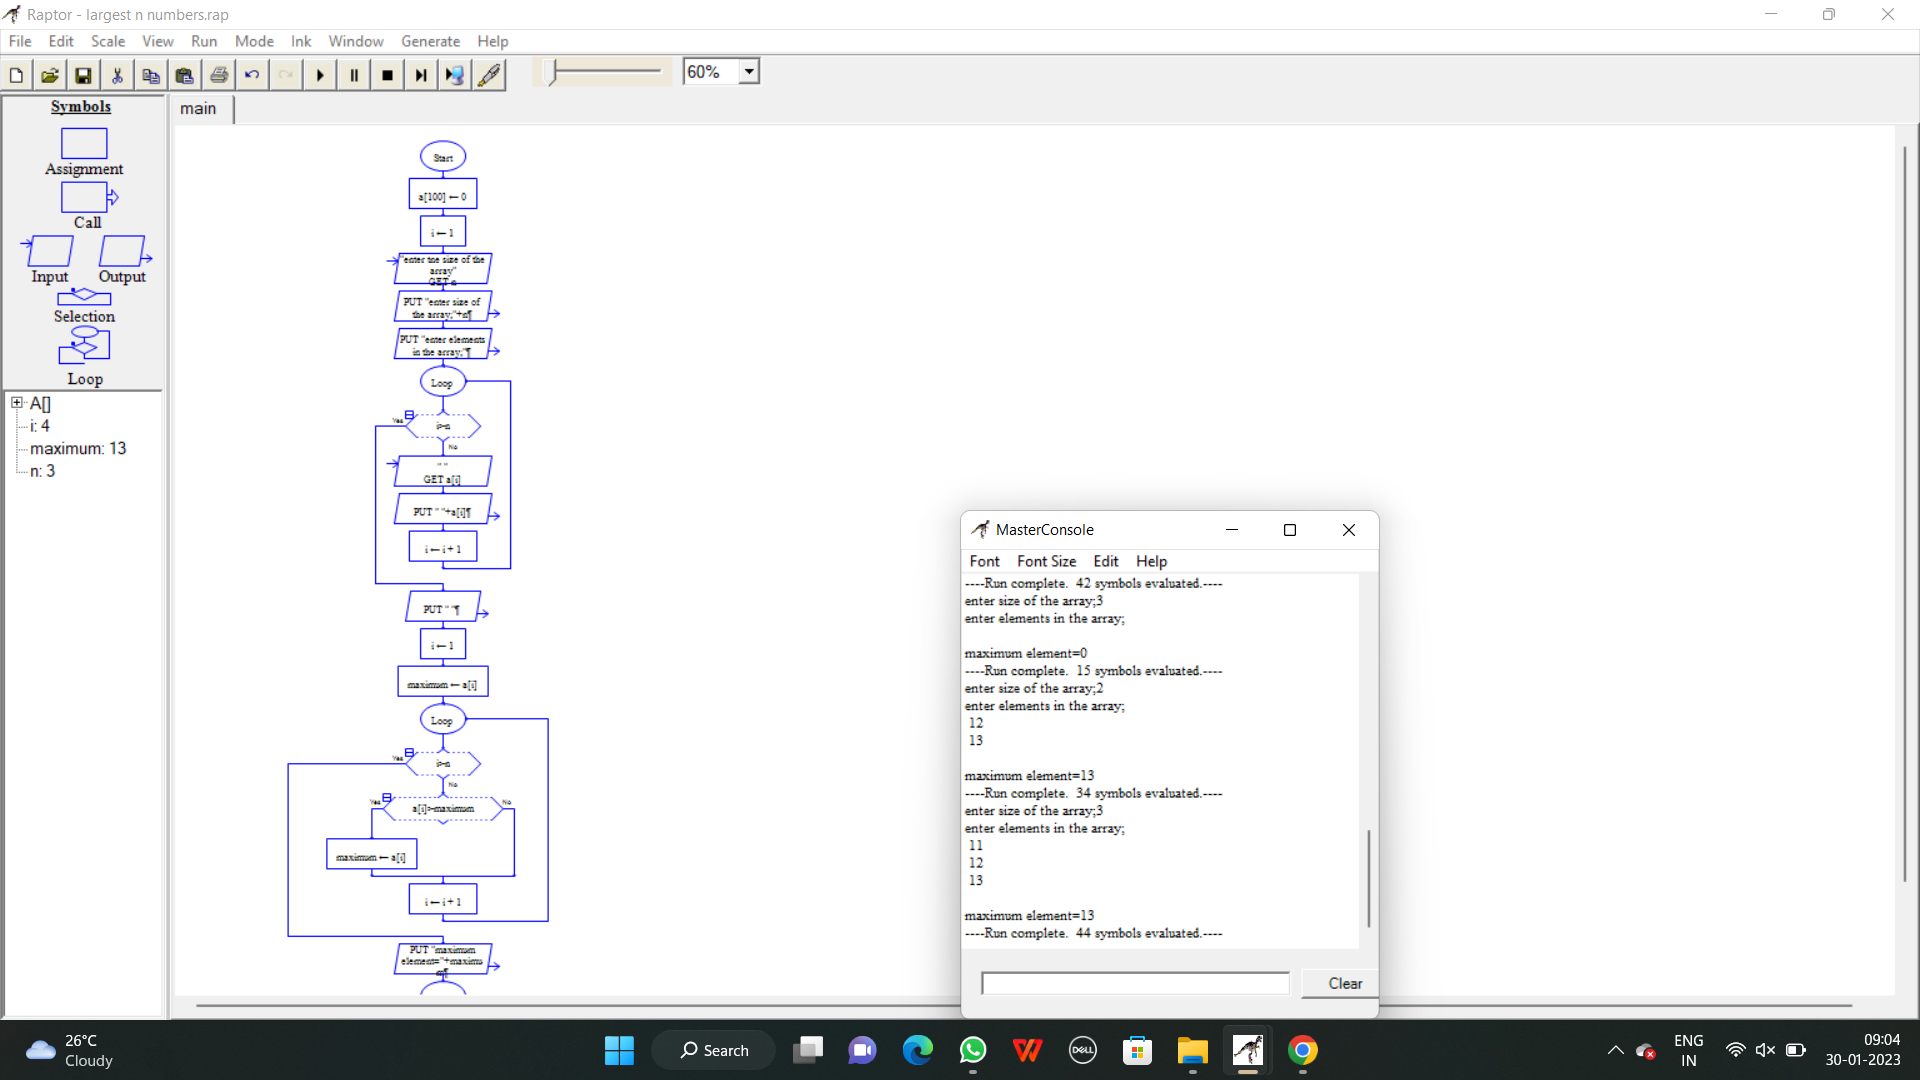 Raptor - largest n numbers.rap
File Edit Scale View Run Mode Ink Window Generate Help
60%
Symbols
Assignment
Call
Input Output
Selection
Loop
A[]
i: 4
maximum: 13
n: 3
main
Start
a[100] ← 0
i ← 1
"enter the size of the
array"
GET n
PUT "enter size of
the array;"+n¶
PUT "enter elements
in the array;"¶
Loop
Yes
i>n
No
" "
GET a[i]
PUT " "+a[i]¶
i ← i + 1
PUT " "¶
i ← 1
maximum ← a[i]
Loop
Yes
i>n
No
Yes
a[i]>maximum
No
maximum ← a[i]
i ← i + 1
PUT "maximum
element="+maximu
m¶
MasterConsole
Font Font Size Edit Help
----Run complete. 42 symbols evaluated.----
enter size of the array;3
enter elements in the array;
maximum element=0
----Run complete. 15 symbols evaluated.----
enter size of the array;2
enter elements in the array;
12
13
maximum element=13
----Run complete. 34 symbols evaluated.----
enter size of the array;3
enter elements in the array;
11
12
13
maximum element=13
----Run complete. 44 symbols evaluated.----
Clear
26°C
Cloudy
Search
DELL
ENG
IN
09:04
30-01-2023